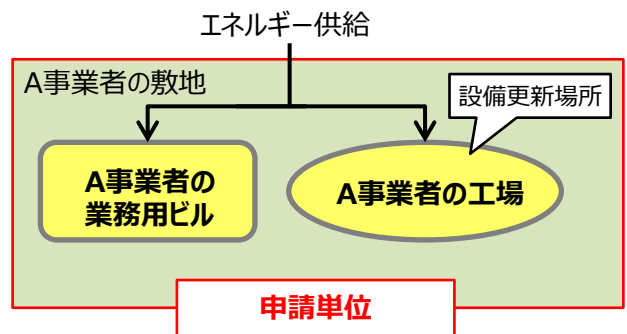 エネルギー供給
A事業者の敷地
設備更新場所
A事業者の
業務用ビル
A事業者の工場
申請単位